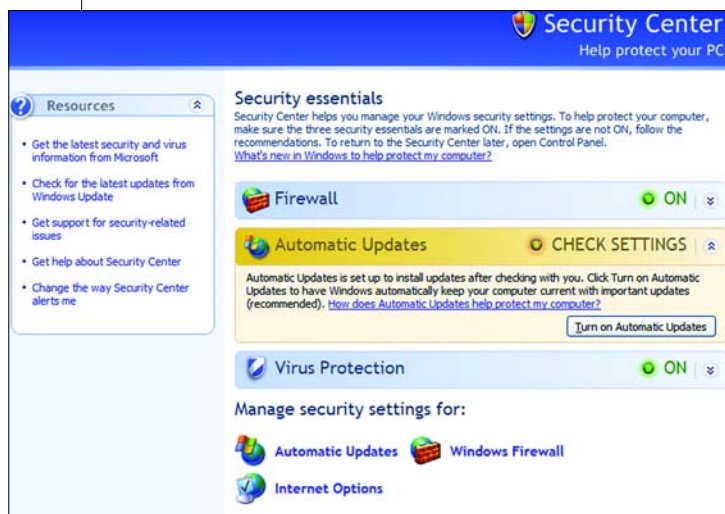 Security Center
Help protect your PC
Resources
Get the latest security and virus
information from Microsoft
Check for the latest updates from
Windows Update
Get support for security-related
issues
Get help about Security Center
Change the way Security Center
alerts me
Security essentials
Security Center helps you manage your Windows security settings. To help protect your computer,
make sure the three security essentials are marked ON. If the settings are not ON, follow the
recommendations. To return to the Security Center later, open Control Panel.
What's new in Windows to help protect my computer?
Firewall ON
Automatic Updates CHECK SETTINGS
Automatic Updates is set up to install updates after checking with you. Click Turn on Automatic
Updates to have Windows automatically keep your computer current with important updates
(recommended). How does Automatic Updates help protect my computer?
Turn on Automatic Updates
Virus Protection ON
Manage security settings for:
Automatic Updates Windows Firewall
Internet Options